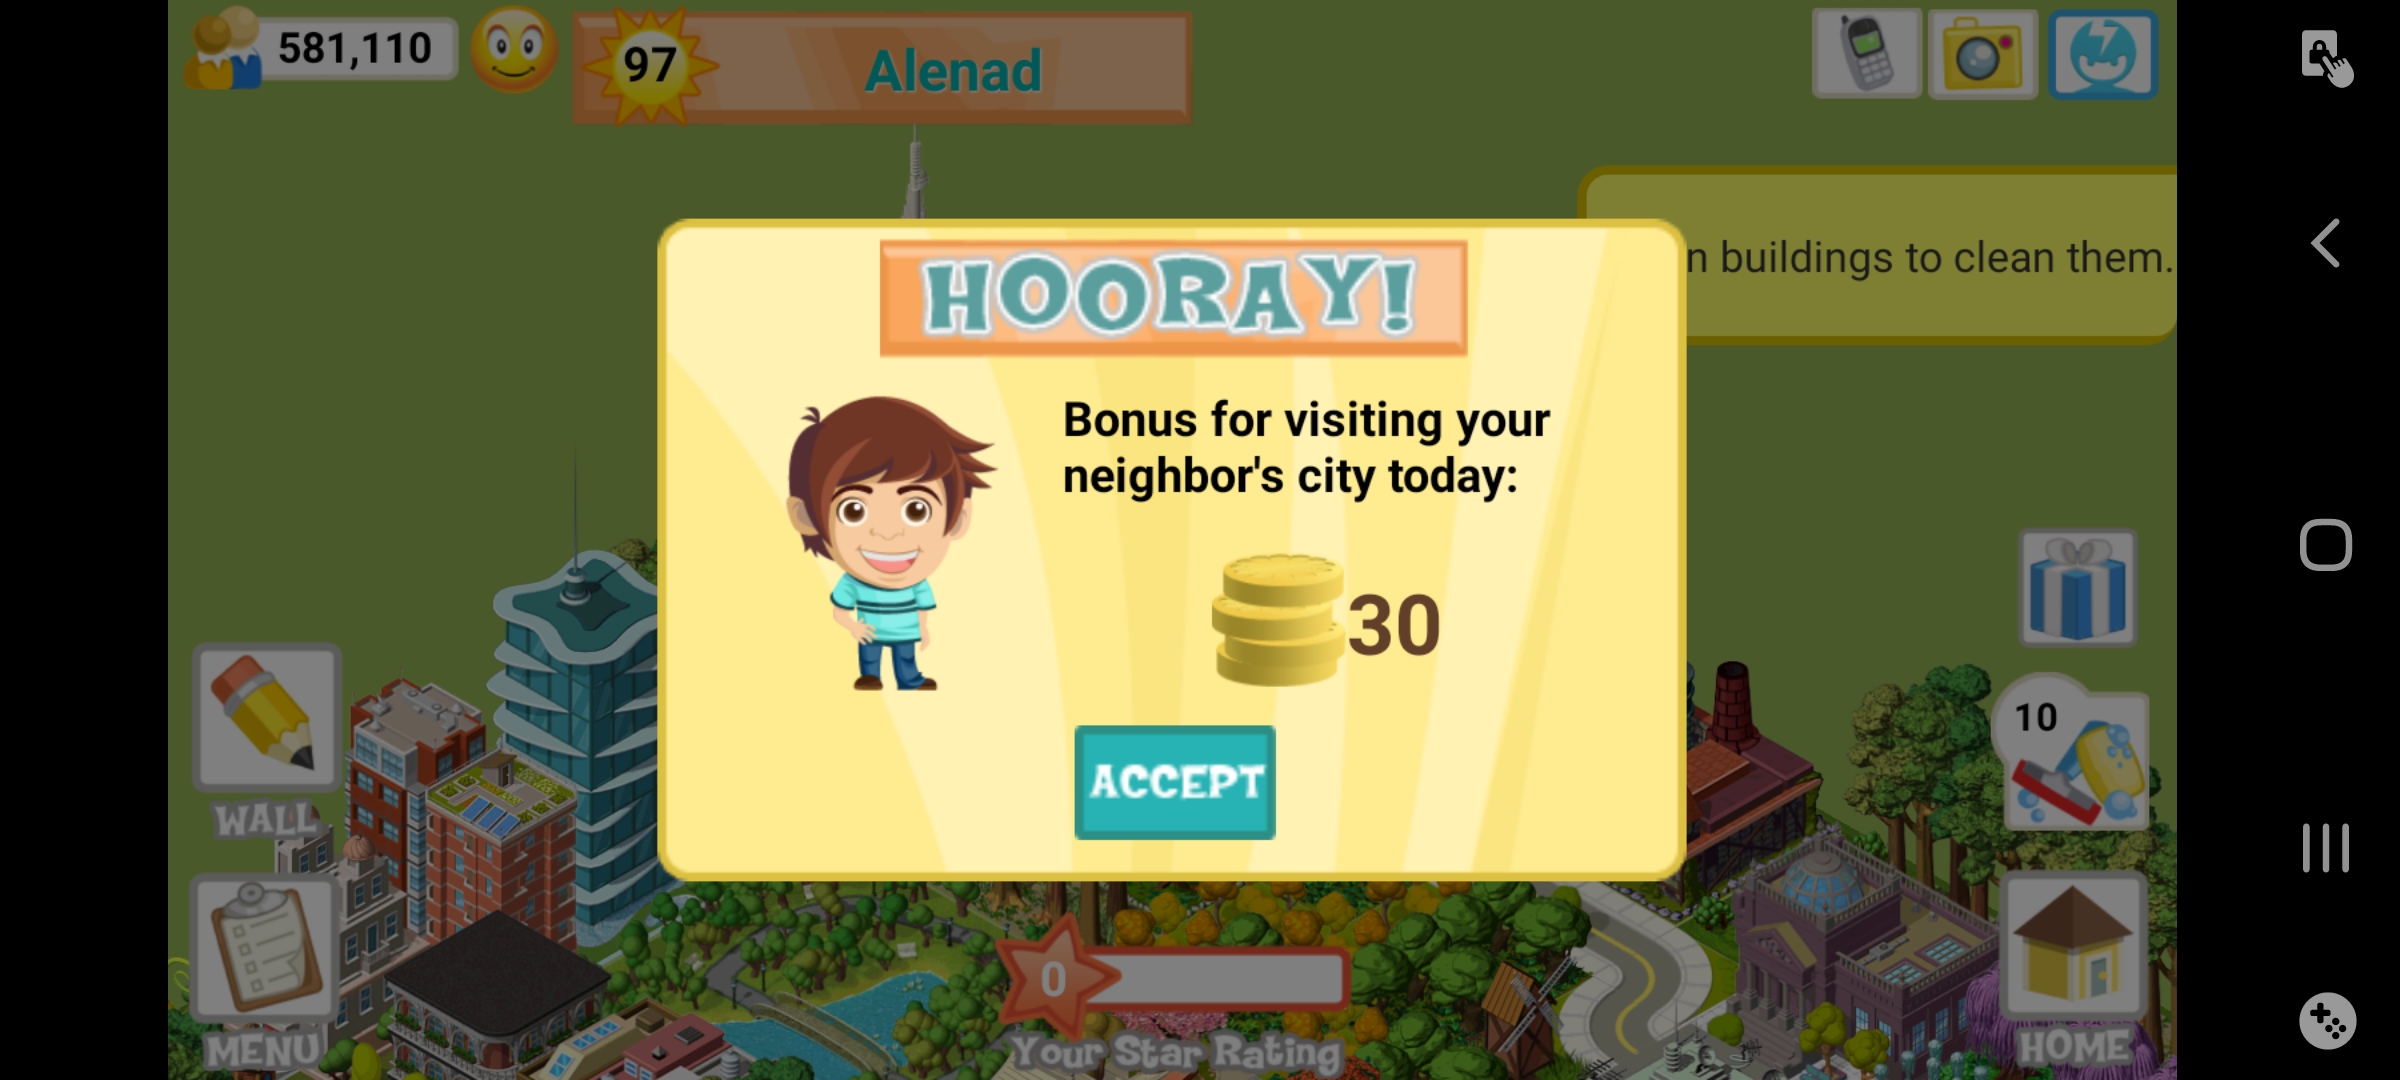 581,110
97
Alenad
n buildings to clean them.
HOORAY!
Bonus for visiting your
neighbor's city today:
30
ACCEPT
WALL
10
MENU
0
Your Star Rating
HOME